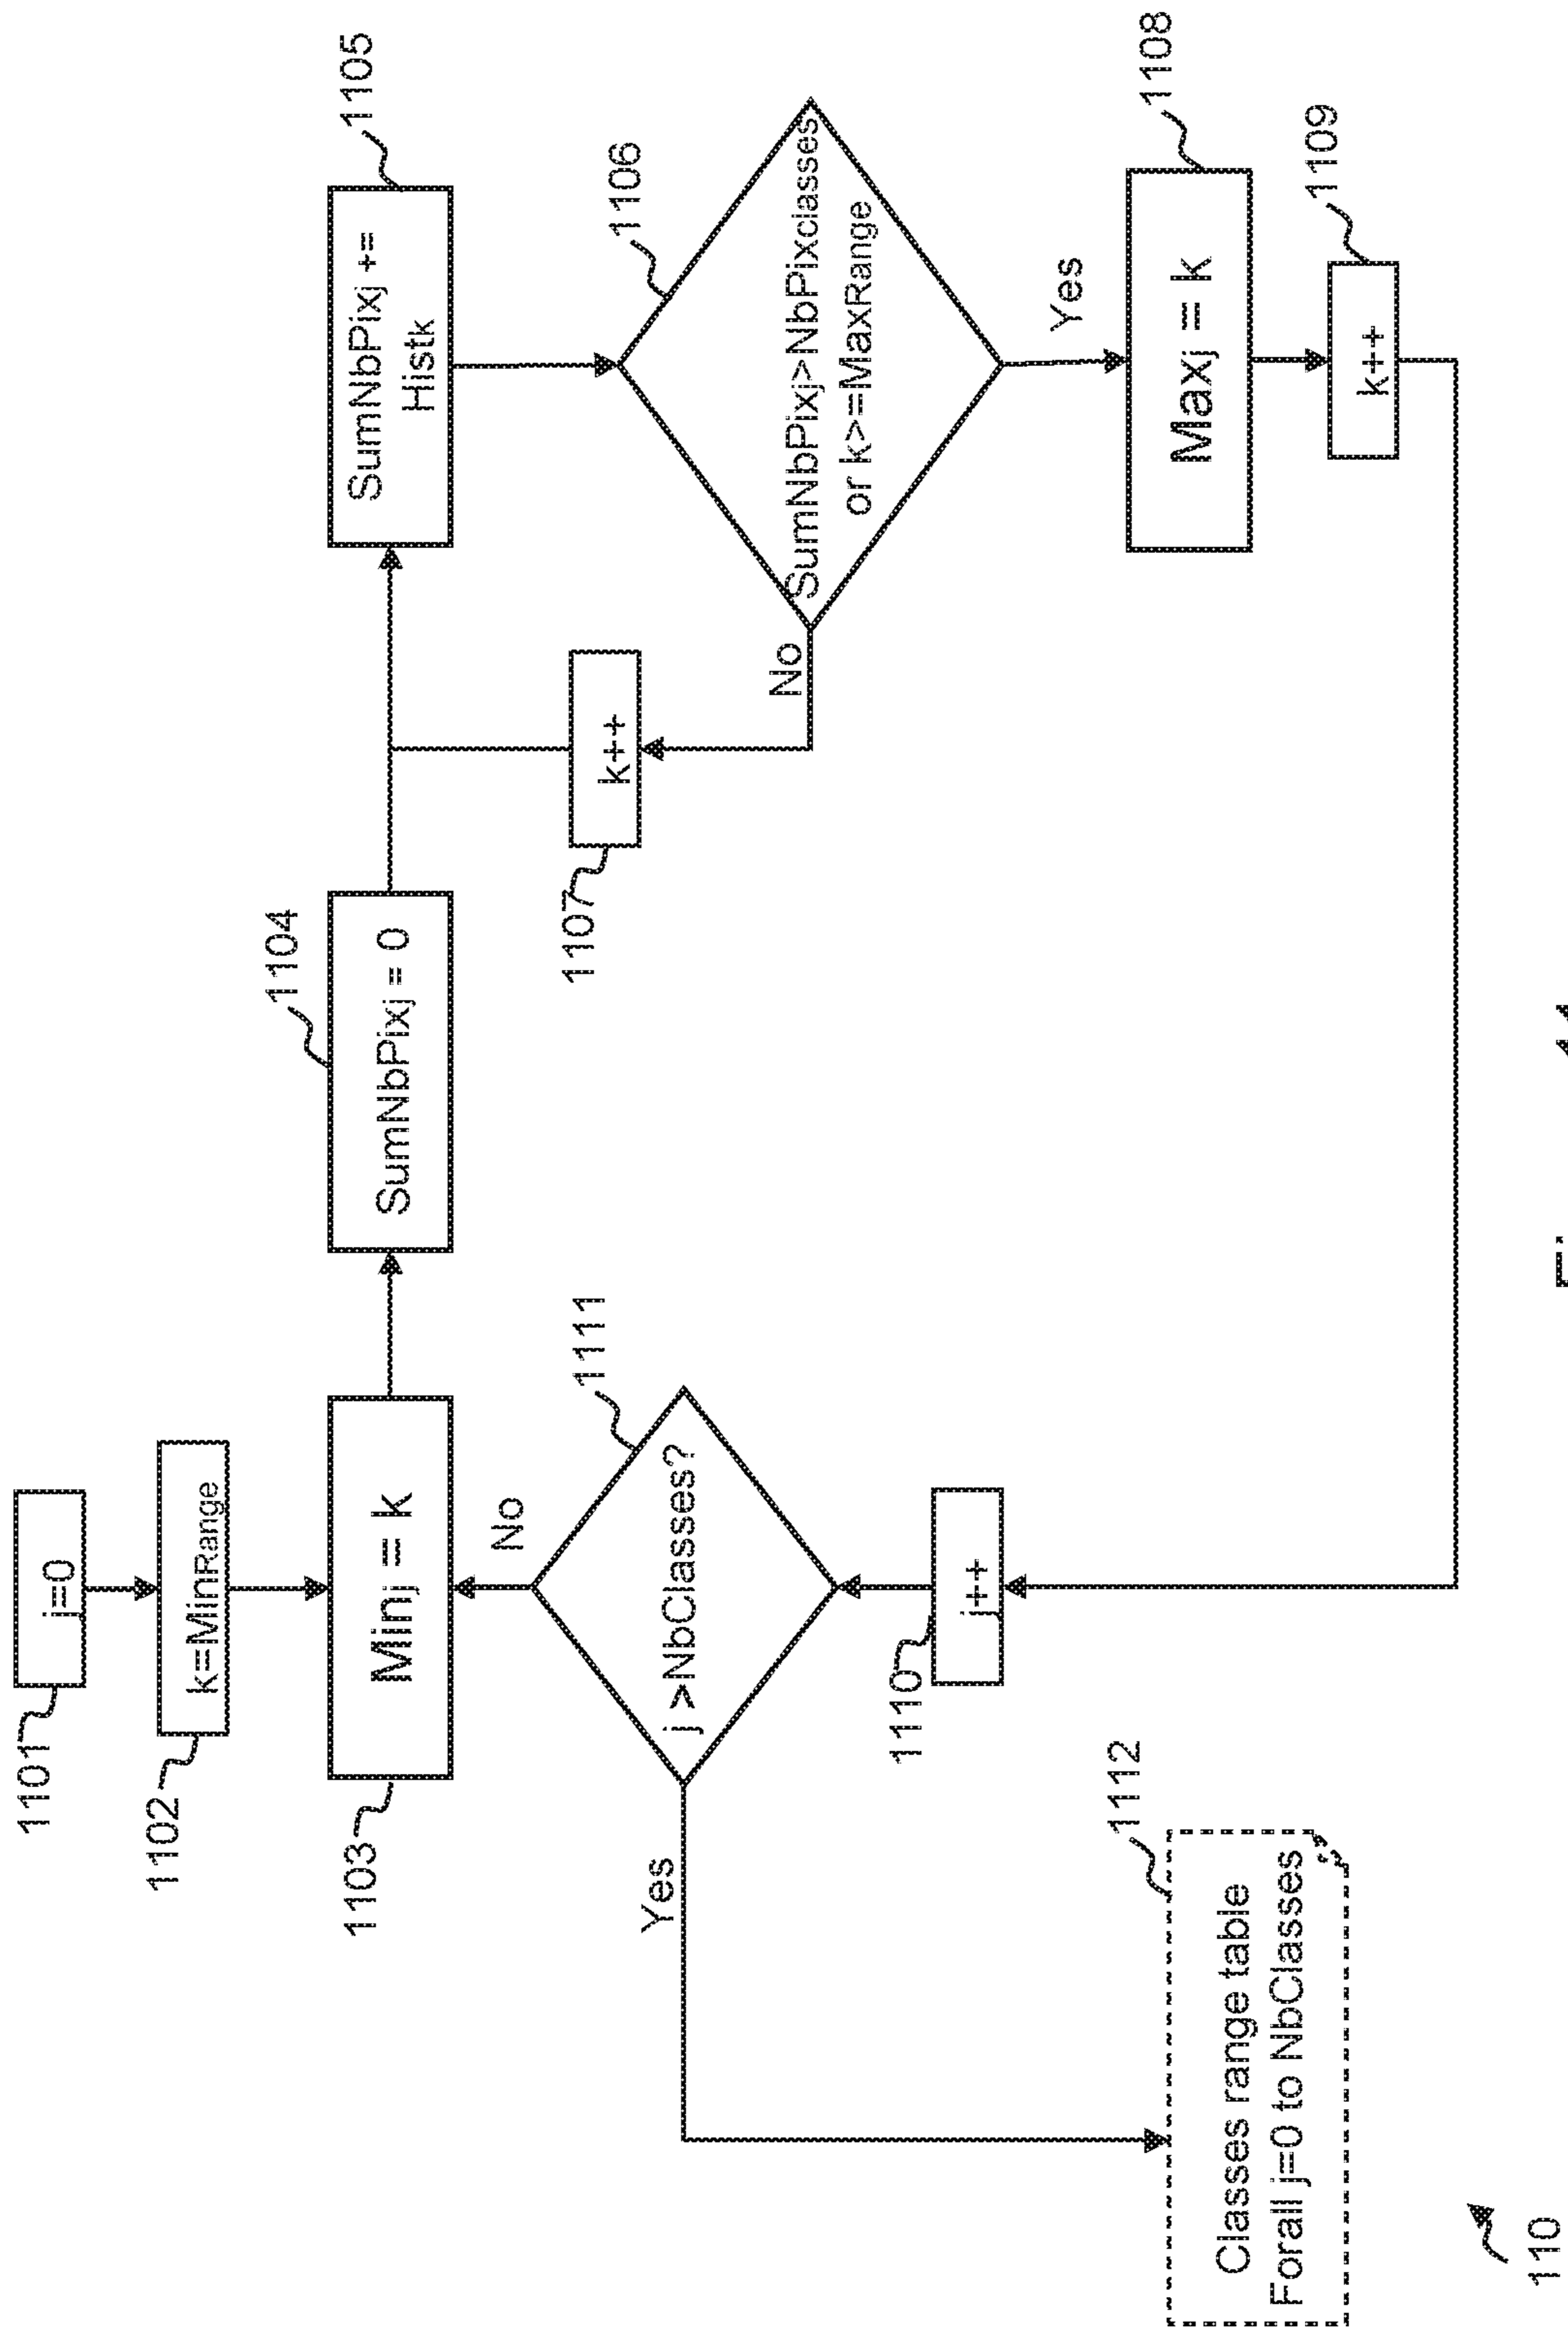 1101
j=0
1102
k=MinRange
1103
Minj = k
1104
SumNbPixj = 0
1105
SumNbPixj +=
Histk
1106
SumNbPixj>NbPixclasses
or k>=MaxRange
No
Yes
1107
k++
1108
Maxj = k
1109
k++
1110
j++
1111
j >NbClasses?
No
Yes
1112
Classes range table
Forall j=0 to NbClasses
110